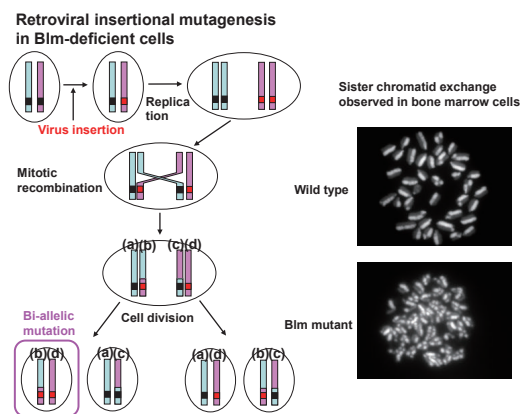 Retroviral insertional mutagenesis
in Blm-deficient cells
Replica
tion
Virus insertion
Sister chromatid exchange
observed in bone marrow cells
Mitotic
recombination
Wild type
(a)(b) (c)(d)
Bi-allelic
mutation
Cell division
Blm mutant
(b)(d) (a)(c) (a)(d) (b)(c)